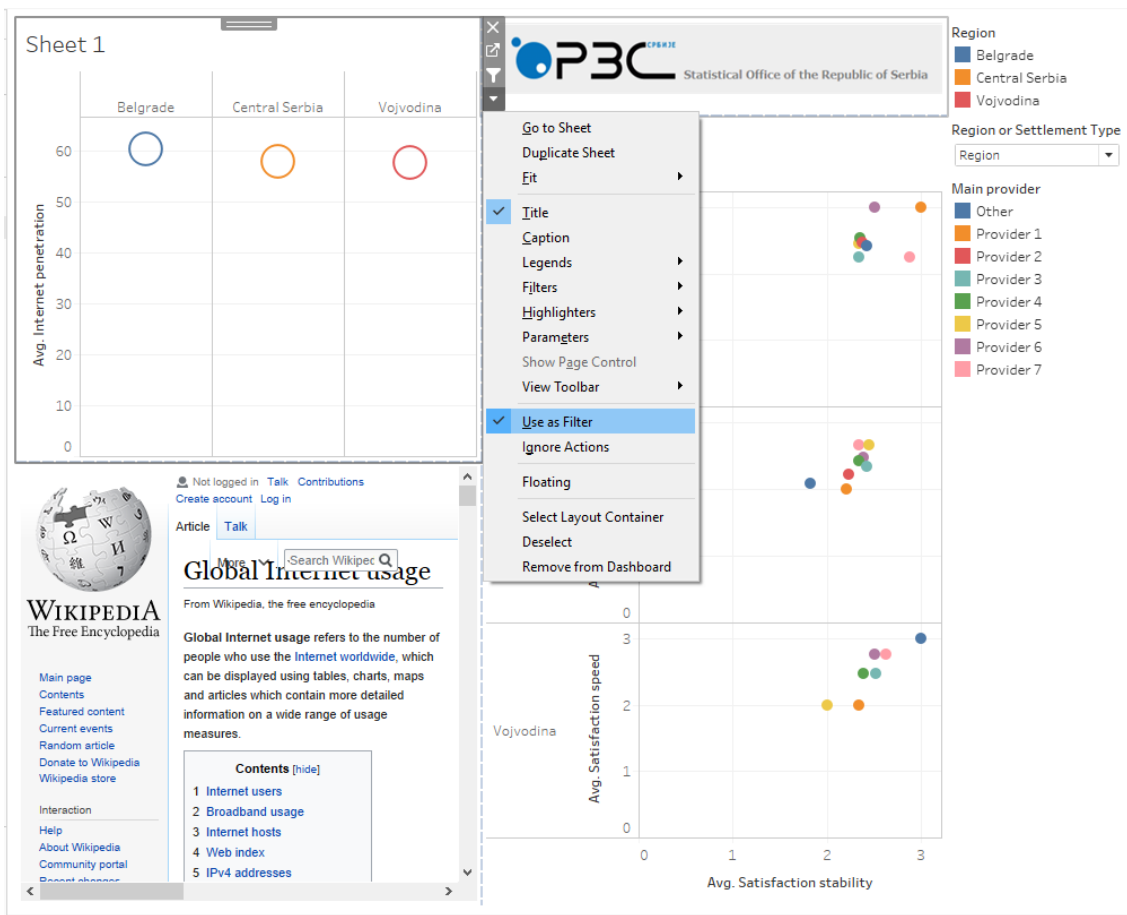 Sheet 1
Belgrade
Central Serbia
Vojvodina
Avg. Internet penetration
60
50
40
30
20
10
0
РЗС
СРБИЈЕ
Statistical Office of the Republic of Serbia
Go to Sheet
Duplicate Sheet
Fit
Title
Caption
Legends
Filters
Highlighters
Parameters
Show Page Control
View Toolbar
Use as Filter
Ignore Actions
Floating
Select Layout Container
Deselect
Remove from Dashboard
Region
Belgrade
Central Serbia
Vojvodina
Region or Settlement Type
Region
Main provider
Other
Provider 1
Provider 2
Provider 3
Provider 4
Provider 5
Provider 6
Provider 7
WIKIPEDIA
The Free Encyclopedia
Main page
Contents
Featured content
Current events
Random article
Donate to Wikipedia
Wikipedia store
Interaction
Help
About Wikipedia
Community portal
Recent changes
Not logged in Talk Contributions
Create account Log in
Article Talk
More
Search Wikipec
Global Internet usage
From Wikipedia, the free encyclopedia
Global Internet usage refers to the number of
people who use the Internet worldwide, which
can be displayed using tables, charts, maps
and articles which contain more detailed
information on a wide range of usage
measures.
Contents [hide]
1 Internet users
2 Broadband usage
3 Internet hosts
4 Web index
5 IPv4 addresses
0
Vojvodina
Avg. Satisfaction speed
3
2
1
0
0 1 2 3
Avg. Satisfaction stability